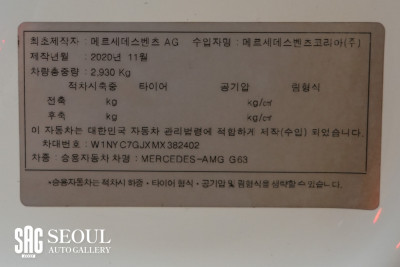 최초제작자 : 메르세데스벤츠 AG 수입자명 : 메르세데스벤츠코리아(주)
제작년월 : 2020년 11월
차량총중량 : 2,930 Kg
적차시축중 타이어 공기압 림형식
전축 kg kg/㎠
후축 kg kg/㎠
이 자동차는 대한민국 자동차 관리법령에 적합하게 제작(수입) 되었습니다.
차대번호 : W1NYC7GJXMX382402
차종 : 승용자동차 차경 : MERCEDES-AMG G63
*승용자동차는 적차시 하중 · 타이어 형식 · 공기압 및 림형식을 생략할 수 있습니다.
SAG SEOUL
AUTO GALLERY